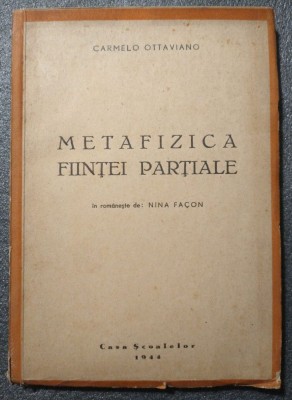 CARMELO OTTAVIANO
METAFIZICA
FIINȚEI PARȚIALE
în românește de: NINA FAÇON
Casa Școalelor
1944